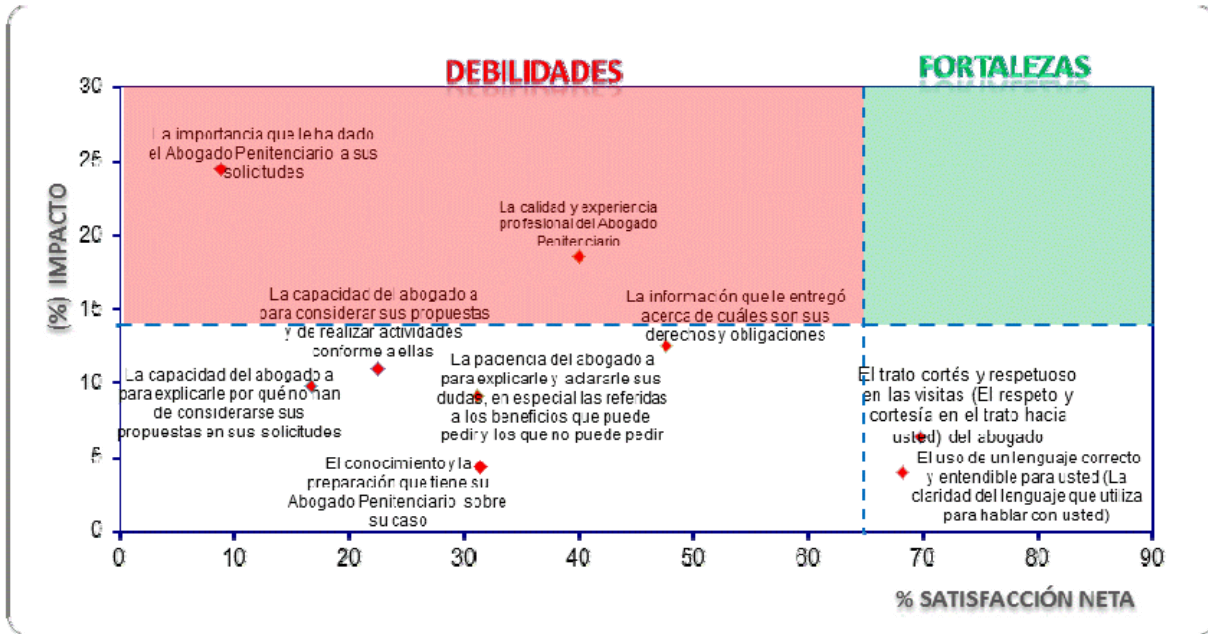 DEBILIDADES
FORTALEZAS
(%) IMPACTO
30
25
20
15
10
5
0
La importancia que le ha dado
el Abogado Penitenciario a sus
solicitudes
La calidad y experiencia
profesional del Abogado
Penitenciario
La capacidad del abogado a
para considerar sus propuestas
y de realizar actividades
conforme a ellas
La información que le entregó
acerca de cuáles son sus
derechos y obligaciones
La capacidad del abogado a
para explicarle por qué no han
de considerarse sus
propuestas en sus solicitudes
La paciencia del abogado a
para explicarle y aclararle sus
dudas, en especial las referidas
a los beneficios que puede
pedir y los que no puede pedir
El trato cortés y respetuoso
en las visitas (El respeto y
cortesía en el trato hacia
usted) del abogado
El conocimiento y la
preparación que tiene su
Abogado Penitenciario sobre
su caso
El uso de un lenguaje correcto
y entendible para usted (La
claridad del lenguaje que utiliza
para hablar con usted)
0 10 20 30 40 50 60 70 80 90
% SATISFACCIÓN NETA